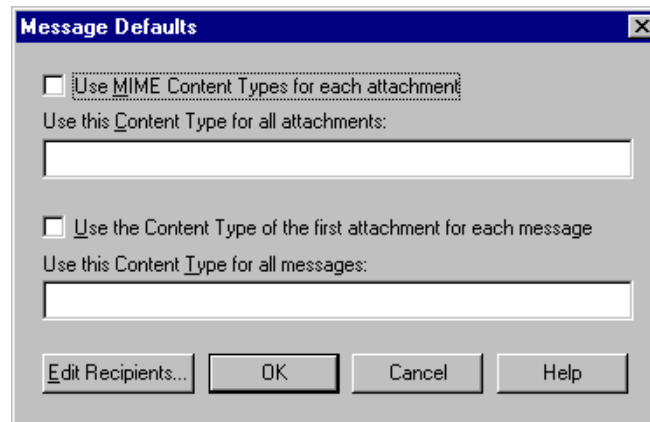 Message Defaults
Use MIME Content Types for each attachment
Use this Content Type for all attachments:
Use the Content Type of the first attachment for each message
Use this Content Type for all messages:
Edit Recipients... OK Cancel Help